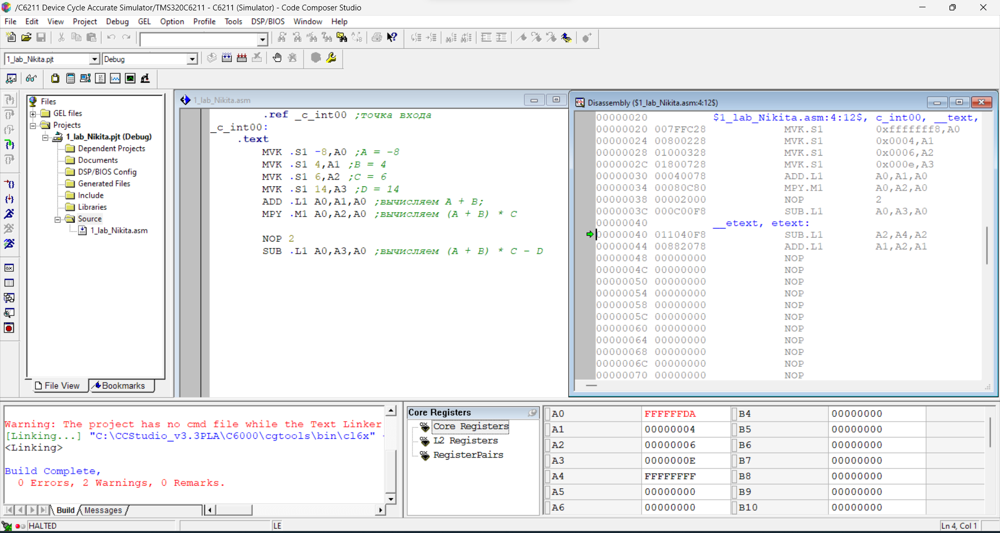 /C6211 Device Cycle Accurate Simulator/TMS320C6211 - C6211 (Simulator) - Code Composer Studio
File Edit View Project Debug GEL Option Profile Tools DSP/BIOS Window Help
1_lab_Nikita.pjt Debug
Files
GEL files
Projects
1_lab_Nikita.pjt (Debug)
Dependent Projects
Documents
DSP/BIOS Config
Generated Files
Include
Libraries
Source
1_lab_Nikita.asm
File View Bookmarks
1_lab_Nikita.asm
.ref _c_int00 ;точка входа
_c_int00:
.text
MVK .S1 -8,A0 ;A = -8
MVK .S1 4,A1 ;B = 4
MVK .S1 6,A2 ;C = 6
MVK .S1 14,A3 ;D = 14
ADD .L1 A0,A1,A0 ;вычисляем A + B;
MPY .M1 A0,A2,A0 ;вычисляем (A + B) * C
NOP 2
SUB .L1 A0,A3,A0 ;вычисляем (A + B) * C - D
Disassembly ($1_lab_Nikita.asm:4:12$)
00000020 $1_lab_Nikita.asm:4:12$, c_int00, __text,
00000020 007FFC28 MVK.S1 0xfffffff8,A0
00000024 00800228 MVK.S1 0x0004,A1
00000028 01000328 MVK.S1 0x0006,A2
0000002C 01800728 MVK.S1 0x000e,A3
00000030 00040078 ADD.L1 A0,A1,A0
00000034 00080C80 MPY.M1 A0,A2,A0
00000038 00002000 NOP 2
0000003C 000C00F8 SUB.L1 A0,A3,A0
00000040 __etext, etext:
00000040 011040F8 SUB.L1 A2,A4,A2
00000044 00882078 ADD.L1 A1,A2,A1
00000048 00000000 NOP
0000004C 00000000 NOP
00000050 00000000 NOP
00000054 00000000 NOP
00000058 00000000 NOP
0000005C 00000000 NOP
00000060 00000000 NOP
00000064 00000000 NOP
00000068 00000000 NOP
0000006C 00000000 NOP
00000070 00000000 NOP
Warning: The project has no cmd file while the Text Linker
[Linking...] "C:\CCStudio_v3.3PLA\C6000\cgtools\bin\cl6x" -
<Linking>
Build Complete,
0 Errors, 2 Warnings, 0 Remarks.
Build Messages
Core Registers
Core Registers
L2 Registers
RegisterPairs
A0 FFFFFFDA B4 00000000
A1 00000004 B5 00000000
A2 00000006 B6 00000000
A3 0000000E B7 00000000
A4 FFFFFFFF B8 00000000
A5 00000000 B9 00000000
A6 00000000 B10 00000000
HALTED LE Ln 4, Col 1